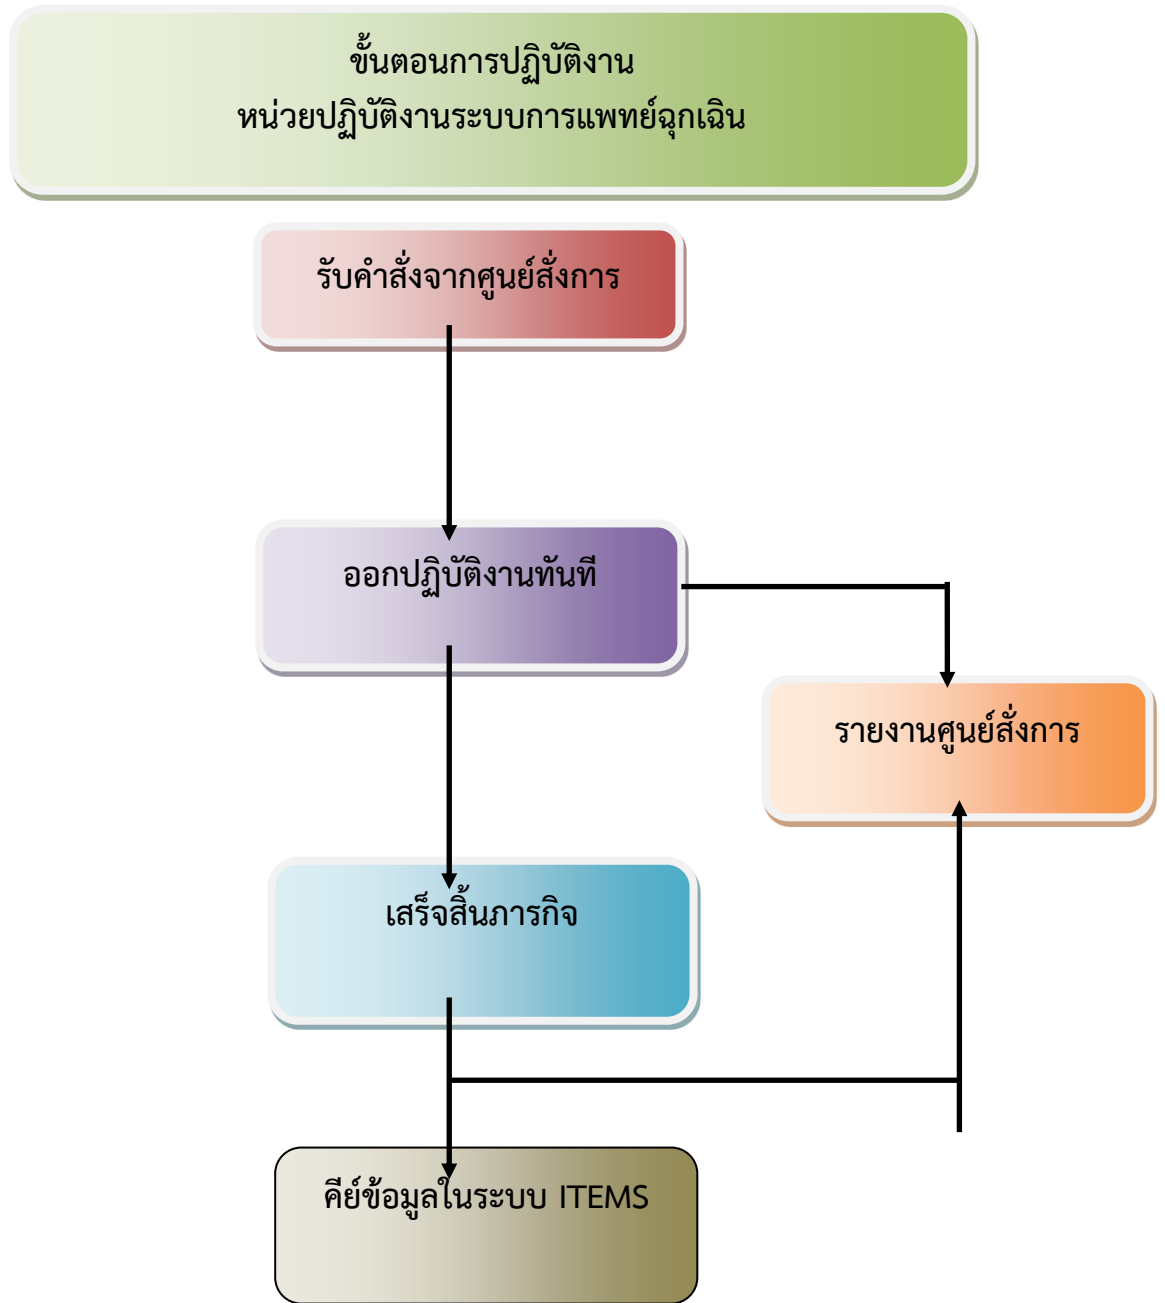 ขั้นตอนการปฏิบัติงาน
หน่วยปฏิบัติงานระบบการแพทย์ฉุกเฉิน
รับคำสั่งจากศูนย์สั่งการ
ออกปฏิบัติงานทันที
รายงานศูนย์สั่งการ
เสร็จสิ้นภารกิจ
คีย์ข้อมูลในระบบ ITEMS